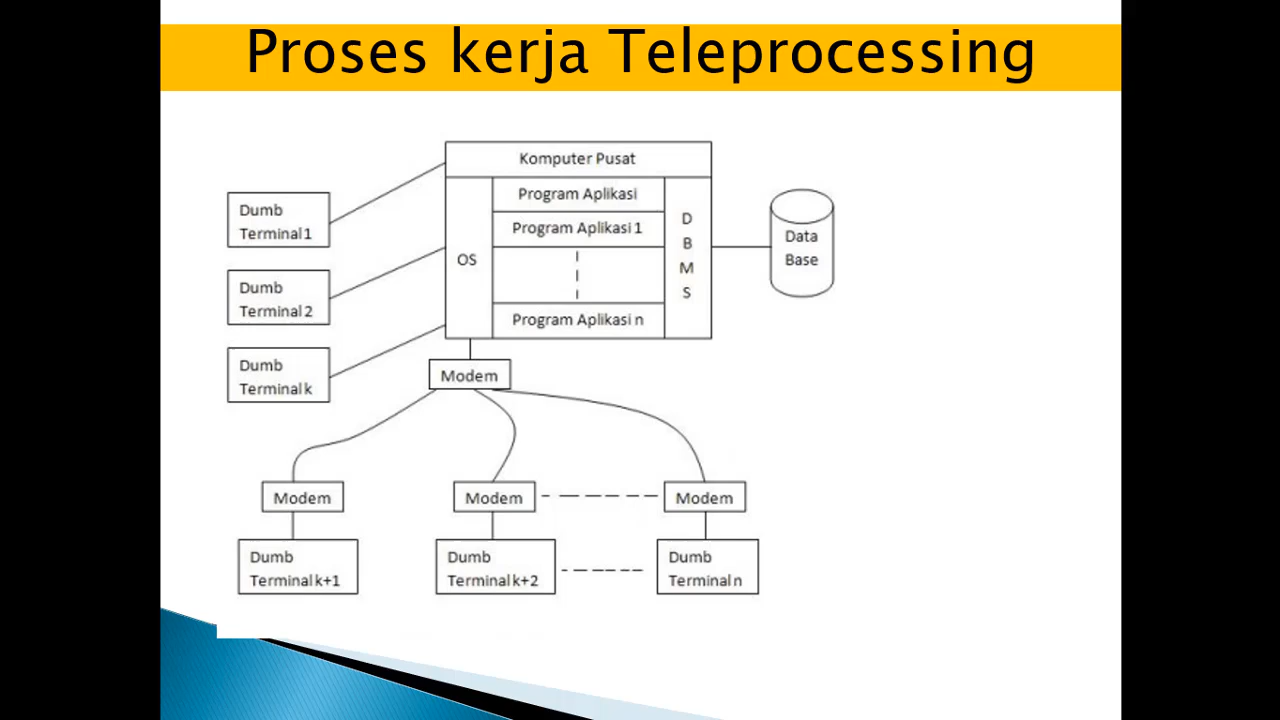 Proses kerja Teleprocessing
Komputer Pusat
Program Aplikasi
Program Aplikasi 1
Program Aplikasi n
OS
D
B
M
S
Data
Base
Dumb
Terminal 1
Dumb
Terminal 2
Dumb
Terminal k
Modem
Modem
Modem
Modem
Dumb
Terminal k+1
Dumb
Terminal k+2
Dumb
Terminal n